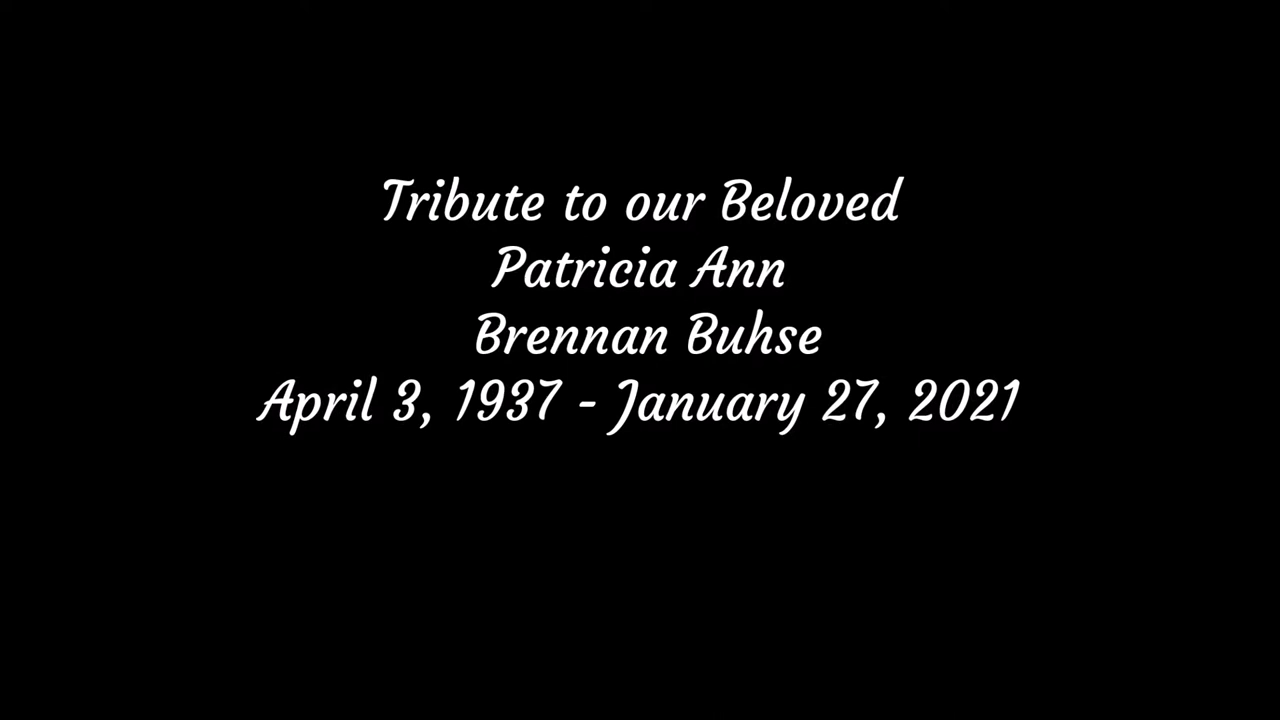 Tribute to our Beloved
Patricia Ann
Brennan Buhse
April 3, 1937 - January 27, 2021